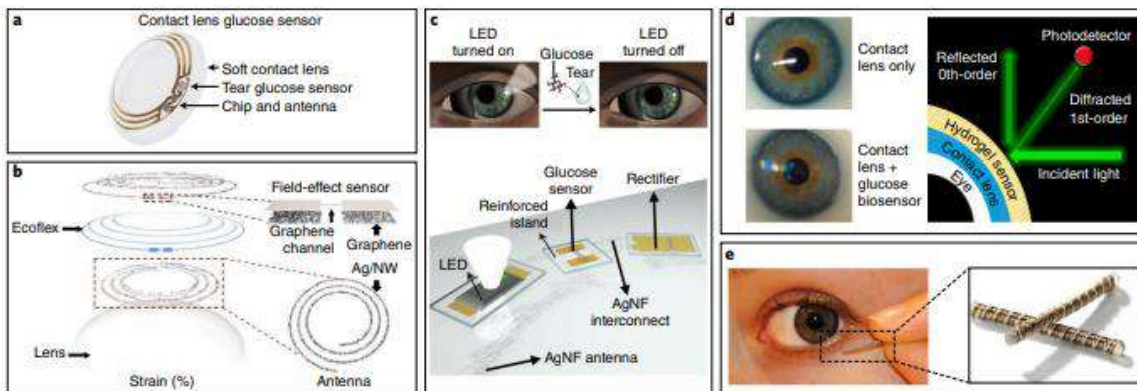 a
Contact lens glucose sensor
Soft contact lens
Tear glucose sensor
Chip and antenna
b
Field-effect sensor
Ecoflex
Graphene
channel
Graphene
Ag/NW
Lens
Strain (%)
Antenna
c
LED
turned on
Glucose
Tear
LED
turned off
Glucose
sensor
Rectifier
Reinforced
island
LED
AgNF
interconnect
AgNF antenna
d
Contact
lens only
Contact
lens +
glucose
biosensor
Photodetector
Reflected
0th-order
Diffracted
1st-order
Hydrogel sensor
Contact lens
Eye
Incident light
e